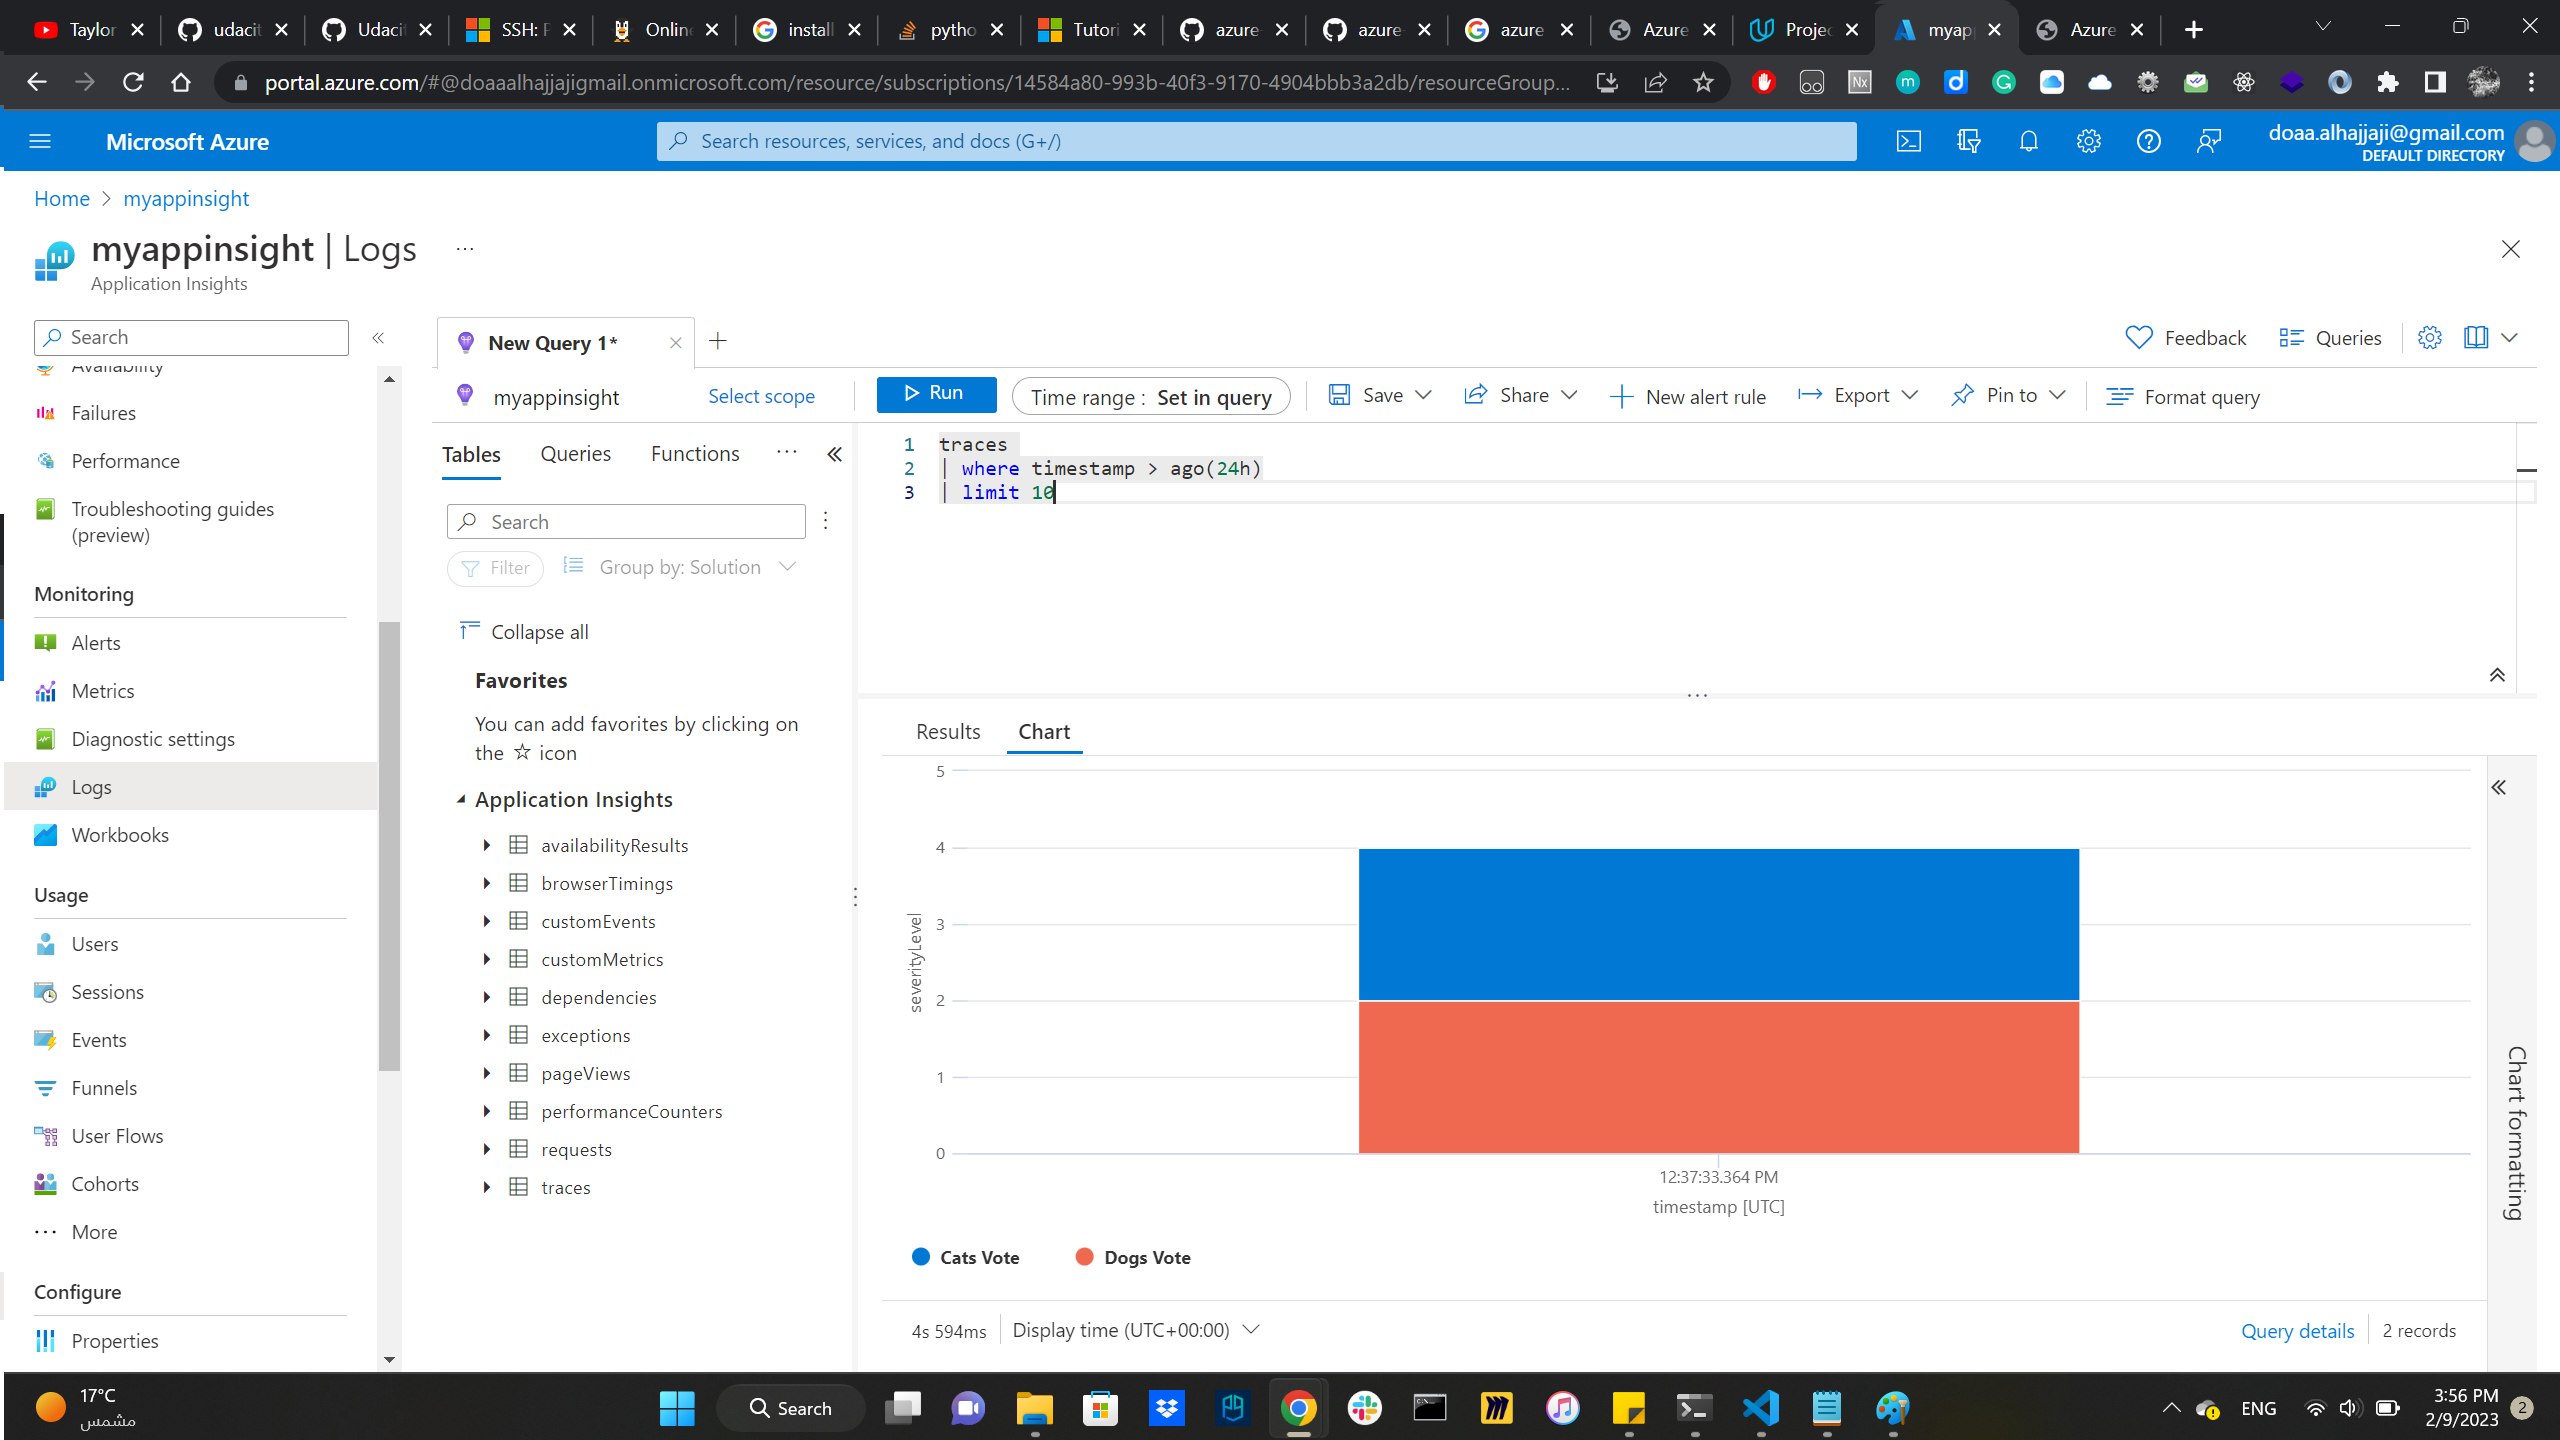 Taylor
udacit
Udacit
SSH: F
Online
install
pytho
Tutori
azure-
azure-
azure
Azure
Projec
myapp
Azure
portal.azure.com/#@doaaalhajjajigmail.onmicrosoft.com/resource/subscriptions/14584a80-993b-40f3-9170-4904bbb3a2db/resourceGroup...
Microsoft Azure
Search resources, services, and docs (G+/)
doaa.alhajjaji@gmail.com
DEFAULT DIRECTORY
Home > myappinsight
myappinsight | Logs ...
Application Insights
Search
Availability
Failures
Performance
Troubleshooting guides
(preview)
Monitoring
Alerts
Metrics
Diagnostic settings
Logs
Workbooks
Usage
Users
Sessions
Events
Funnels
User Flows
Cohorts
More
Configure
Properties
New Query 1*
Feedback
Queries
myappinsight
Select scope
Run
Time range : Set in query
Save
Share
New alert rule
Export
Pin to
Format query
Tables
Queries
Functions
Search
Filter
Group by: Solution
Collapse all
Favorites
You can add favorites by clicking on
the ☆ icon
Application Insights
availabilityResults
browserTimings
customEvents
customMetrics
dependencies
exceptions
pageViews
performanceCounters
requests
traces
1 traces
2 | where timestamp > ago(24h)
3 | limit 10
Results
Chart
5
4
3
2
1
0
severityLevel
12:37:33.364 PM
timestamp [UTC]
Cats Vote
Dogs Vote
Chart formatting
4s 594ms
Display time (UTC+00:00)
Query details
2 records
17°C
مشمس
Search
ENG
3:56 PM
2/9/2023
2